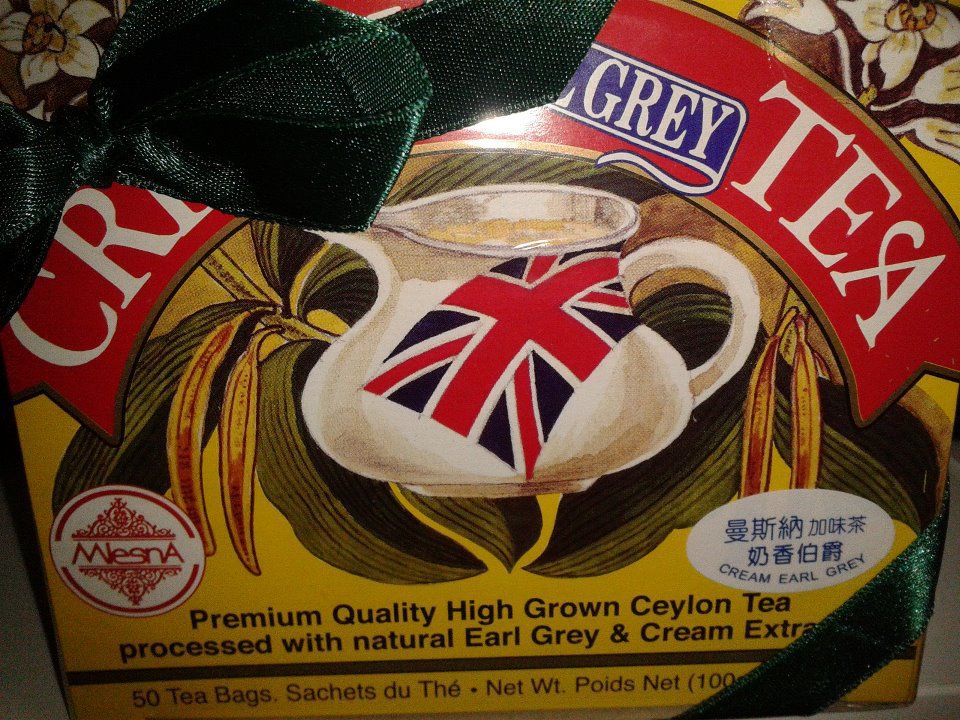 GREY
TEA
MlesnA
曼斯納 加味茶
奶香伯爵
CREAM EARL GREY
Premium Quality High Grown Ceylon Tea
processed with natural Earl Grey & Cream
50 Tea Bags. Sachets du Thé • Net Wt. Poids Net (100